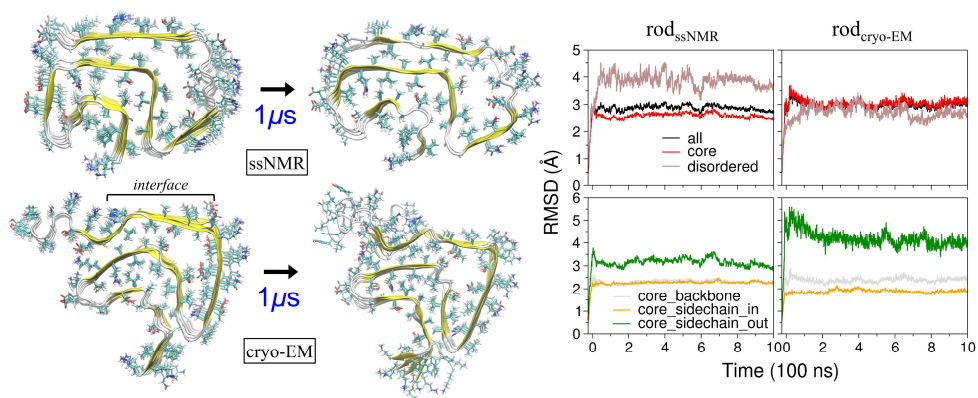 1µs
ssNMR
interface
1µs
cryo-EM
rod_ssNMR
rod_cryo-EM
RMSD (Å)
5
4
3
2
1
0
all
core
disordered
6
5
4
3
2
1
0
core_backbone
core_sidechain_in
core_sidechain_out
0 2 4 6 8 10 0 2 4 6 8 10
Time (100 ns)